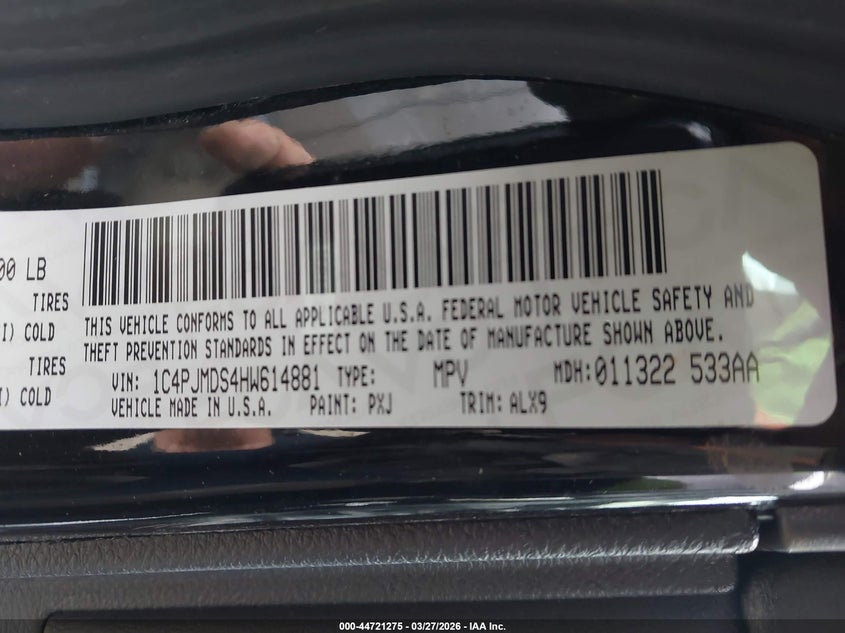 00 LB
TIRES
I) COLD
TIRES
I) COLD
THIS VEHICLE CONFORMS TO ALL APPLICABLE U.S.A. FEDERAL MOTOR VEHICLE SAFETY AND
THEFT PREVENTION STANDARDS IN EFFECT ON THE DATE OF MANUFACTURE SHOWN ABOVE.
VIN: 1C4PJMDS4HW614881 TYPE: MPV MDH:011322 533AA
VEHICLE MADE IN U.S.A. PAINT: PXJ TRIM: ALX9
000-44721275 - 03/27/2026 - IAA Inc.